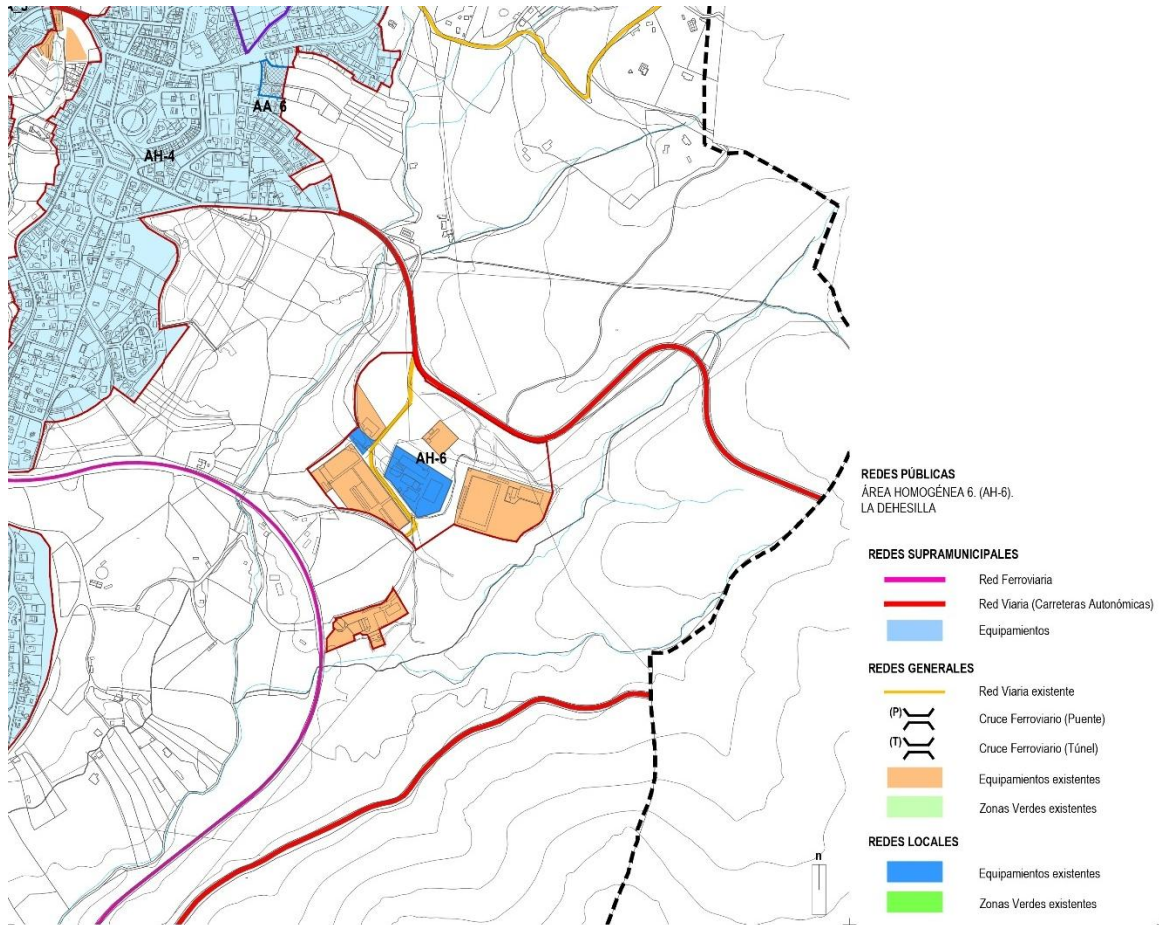 AA_6
AH-4
AH-6
REDES PÚBLICAS
ÁREA HOMOGÉNEA 6. (AH-6).
LA DEHESILLA
REDES SUPRAMUNICIPALES
Red Ferroviaria
Red Viaria (Carreteras Autonómicas)
Equipamientos
REDES GENERALES
Red Viaria existente
(P) Cruce Ferroviario (Puente)
(T) Cruce Ferroviario (Túnel)
Equipamientos existentes
Zonas Verdes existentes
REDES LOCALES
Equipamientos existentes
Zonas Verdes existentes
n